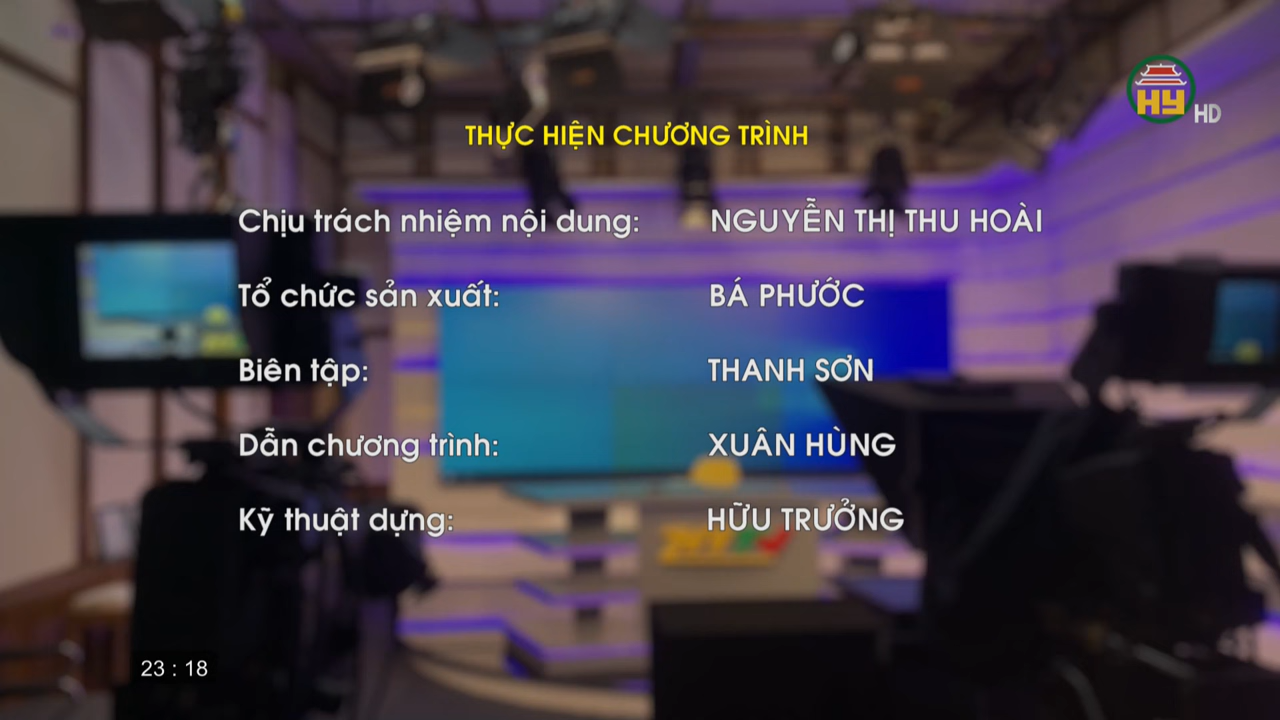 HY HD
THỰC HIỆN CHƯƠNG TRÌNH
Chịu trách nhiệm nội dung: NGUYỄN THỊ THU HOÀI
Tổ chức sản xuất: BÁ PHƯỚC
Biên tập: THANH SƠN
Dẫn chương trình: XUÂN HÙNG
Kỹ thuật dựng: HỮU TRƯỞNG
23 : 18